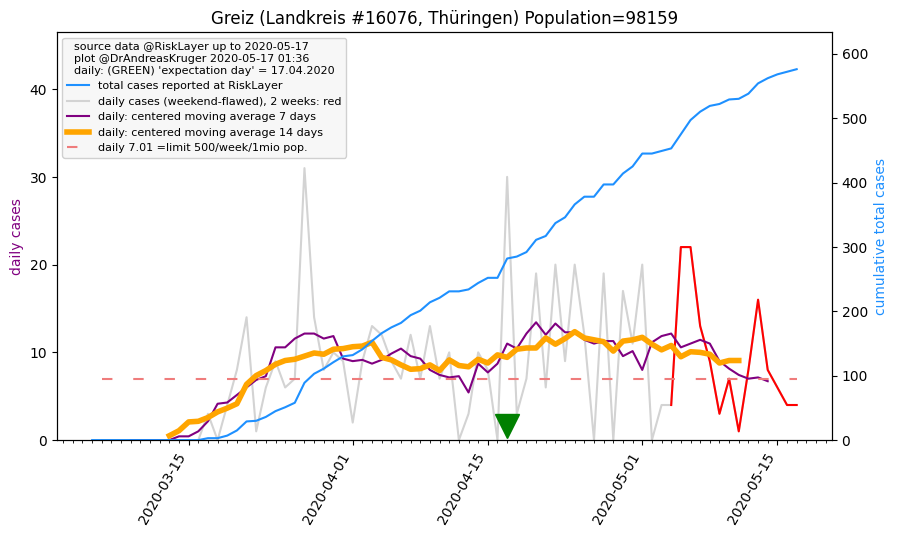 Greiz (Landkreis #16076, Thüringen) Population=98159
source data @RiskLayer up to 2020-05-17
plot @DrAndreasKruger 2020-05-17 01:36
daily: (GREEN) 'expectation day' = 17.04.2020
total cases reported at RiskLayer
daily cases (weekend-flawed), 2 weeks: red
daily: centered moving average 7 days
daily: centered moving average 14 days
daily 7.01 =limit 500/week/1mio pop.
daily cases
40
30
20
10
0
cumulative total cases
600
500
400
300
200
100
0
2020-03-15
2020-04-01
2020-04-15
2020-05-01
2020-05-15